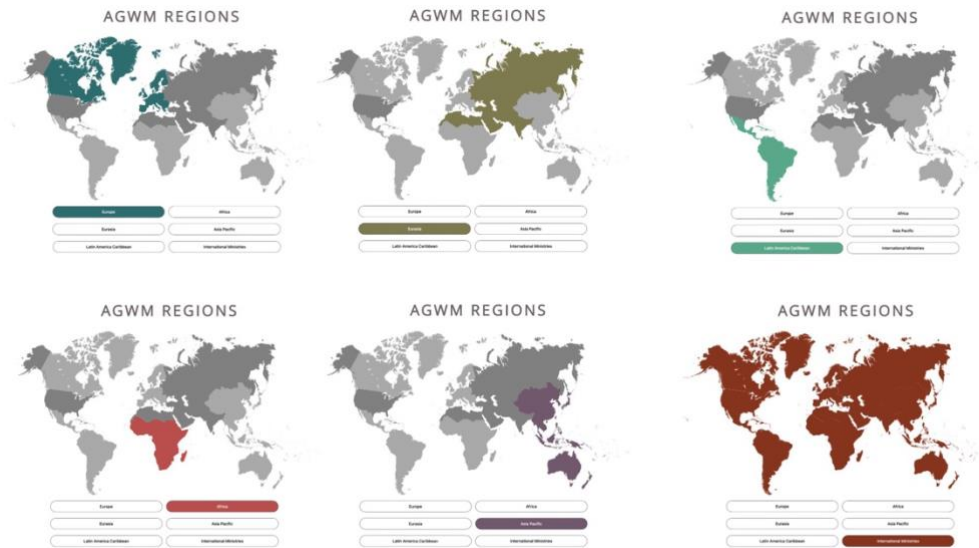 AGWM REGIONS
Europe Africa
Eurasia Asia Pacific
Latin America Caribbean International Ministries
AGWM REGIONS
Europe Africa
Eurasia Asia Pacific
Latin America Caribbean International Ministries
AGWM REGIONS
Europe Africa
Eurasia Asia Pacific
Latin America Caribbean International Ministries
AGWM REGIONS
Europe Africa
Eurasia Asia Pacific
Latin America Caribbean International Ministries
AGWM REGIONS
Europe Africa
Eurasia Asia Pacific
Latin America Caribbean International Ministries
AGWM REGIONS
Europe Africa
Eurasia Asia Pacific
Latin America Caribbean International Ministries